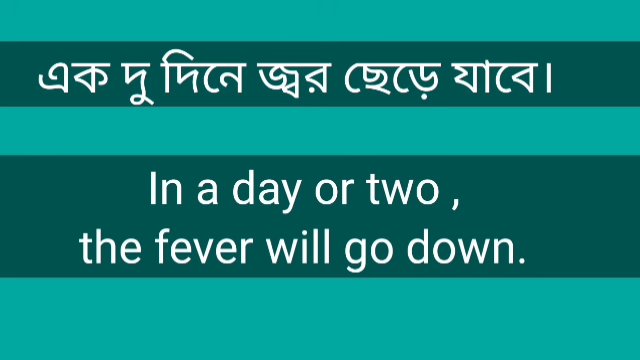 এক দু দিনে জ্বর ছেড়ে যাবে।
In a day or two ,
the fever will go down.